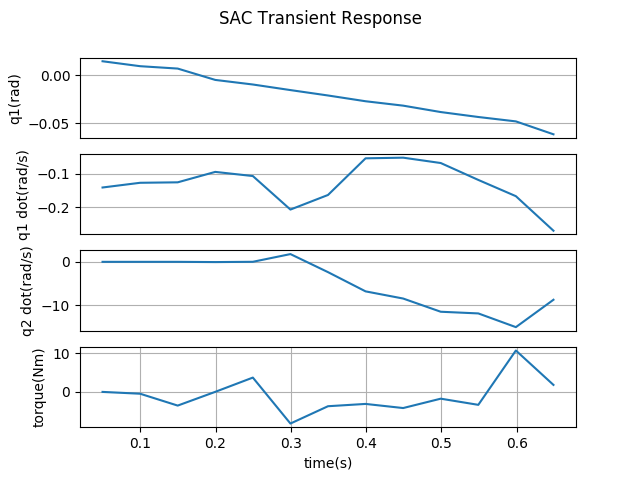 SAC Transient Response
q1(rad)
0.00
−0.05
q1 dot(rad/s)
−0.1
−0.2
q2 dot(rad/s)
0
−10
torque(Nm)
10
0
0.1 0.2 0.3 0.4 0.5 0.6
time(s)